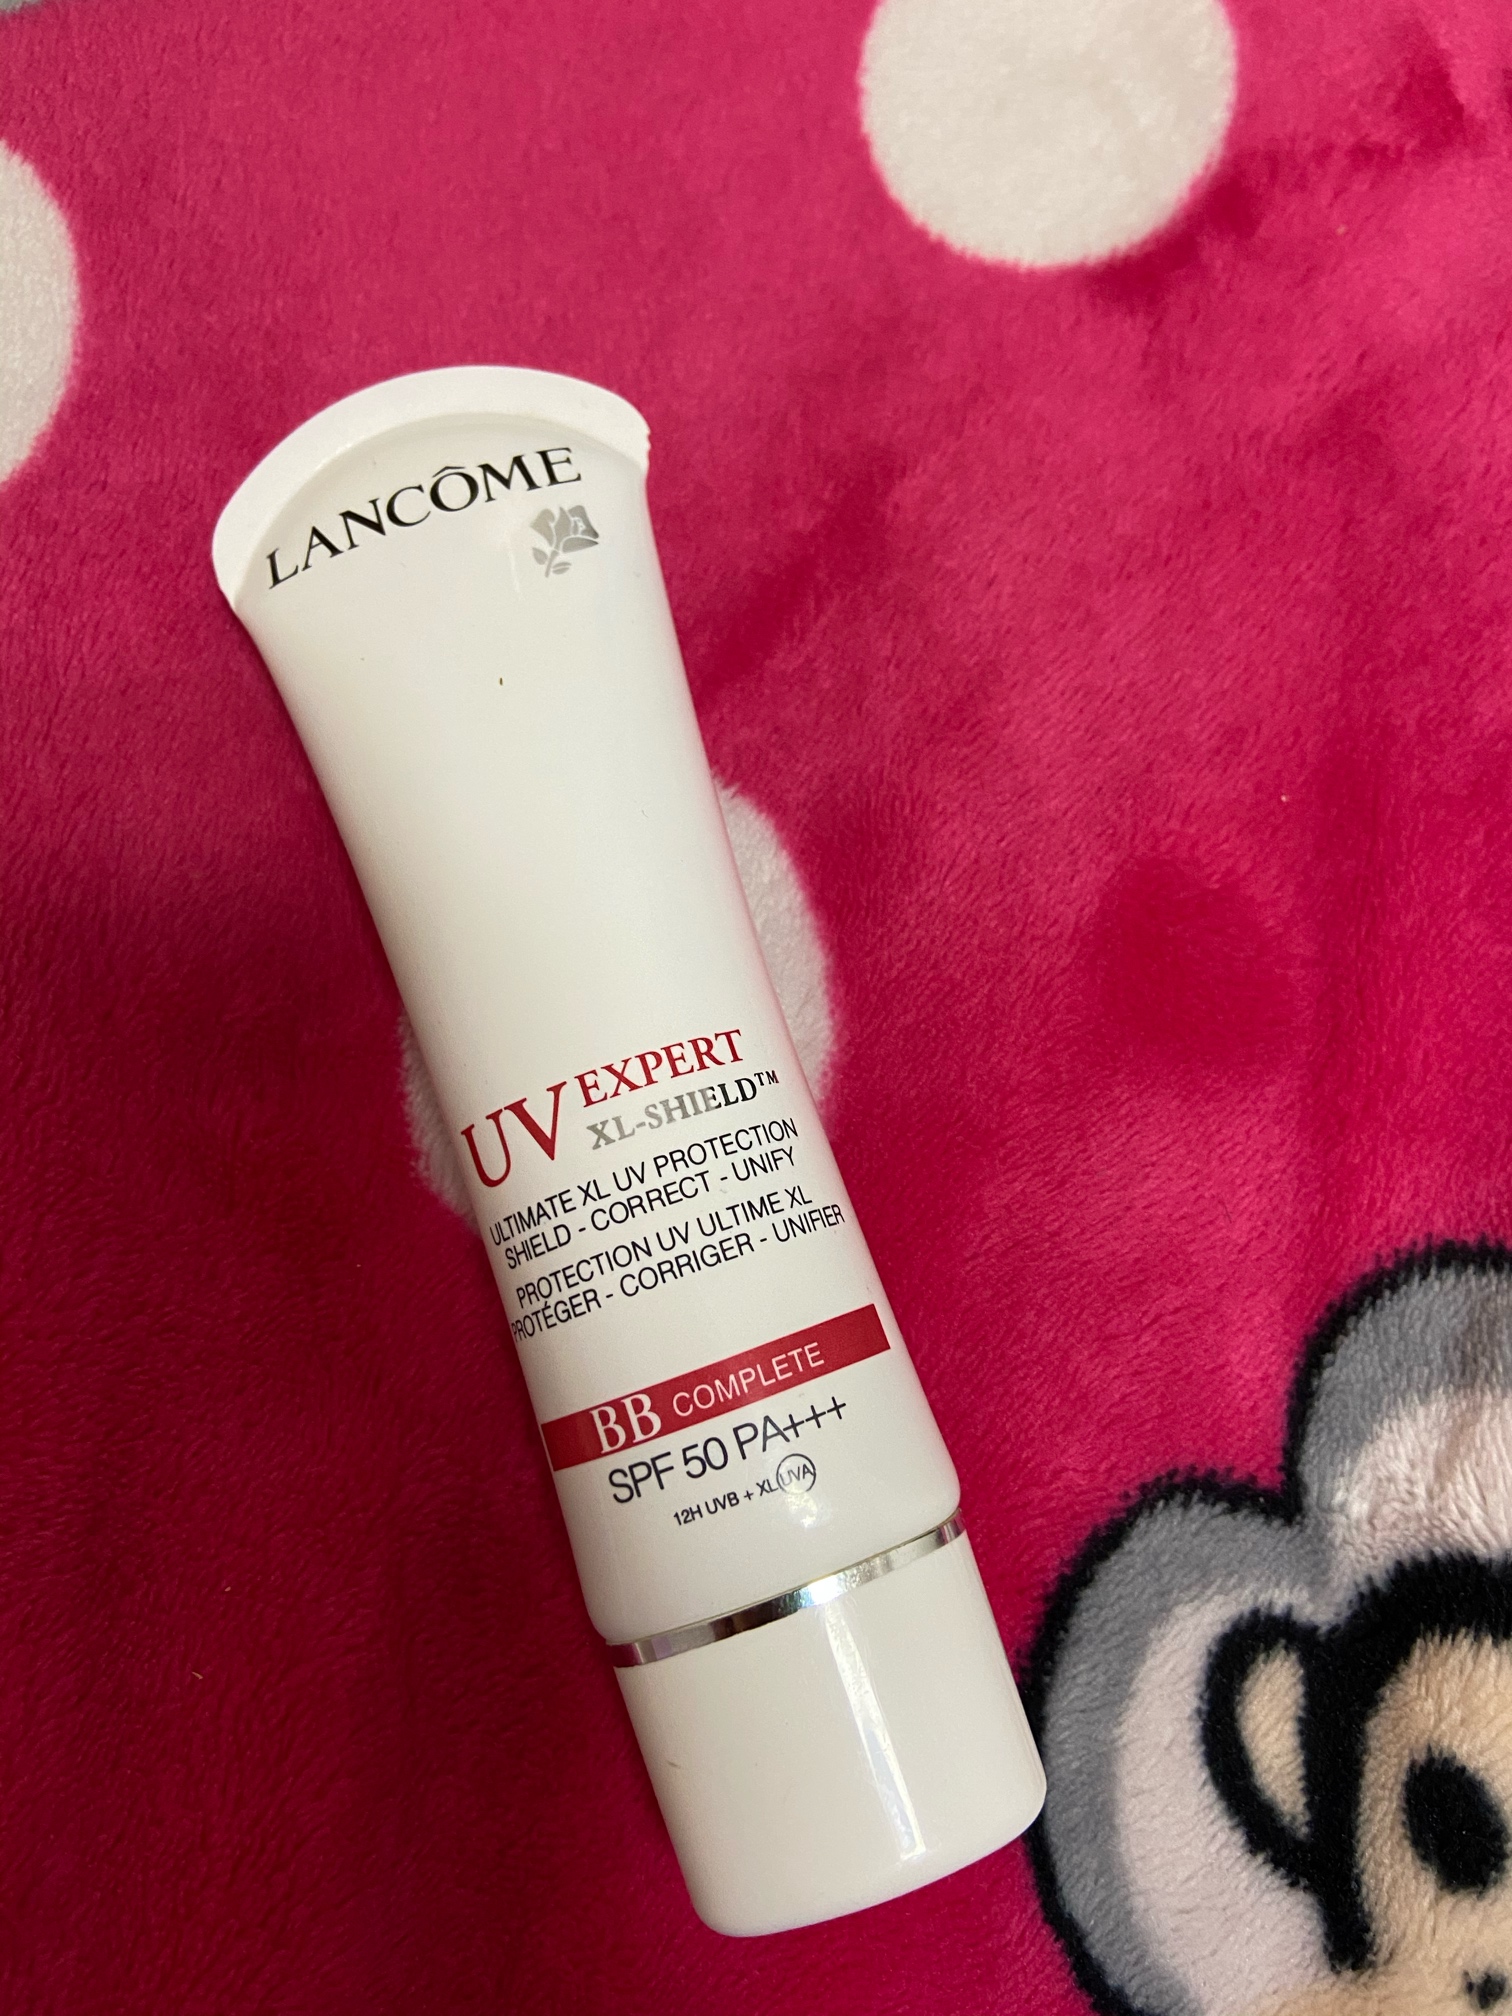 LANCÔME
UV EXPERT
XL-SHIELD™
ULTIMATE XL UV PROTECTION
SHIELD - CORRECT - UNIFY
PROTECTION UV ULTIME XL
PROTÉGER - CORRIGER - UNIFIER
BB COMPLETE
SPF 50 PA+++
12H UVB + XL UVA